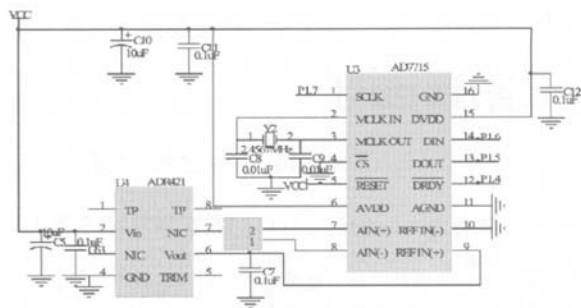 VCC
C10
10uF
C11
0.1uF
U3
AD7715
P1.7
1
SCLK
GND
16
2
MCLK IN
DVDD
15
C12
0.1uF
1
Y2
2
3
MCLK OUT
DIN
14
P1.6
C8
0.01uF
C9
4
CS
DOUT
13
P1.5
VCC
5
RESET
DRDY
12
P1.4
6
AVDD
AGND
11
7
AIN(+)
REFIN(-)
10
8
AIN(-)
REFIN(+)
9
U4
ADR421
1
TP
TP
8
2
Vin
NIC
7
3
NIC
Vout
6
4
GND
TRIM
5
10uF
C5
0.1uF
2
1
C7
0.1uF